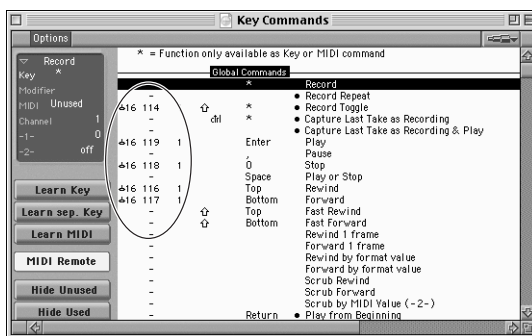 Key Commands
Options
Record
Key *
Modifier
MIDI Unused
Channel 1
-1- 0
-2- off
Learn Key
Learn sep. Key
Learn MIDI
MIDI Remote
Hide Unused
Hide Used
* = Function only available as Key or MIDI command
Global Commands
* Record
- • Record Repeat
16 114 ⇧ * • Record Toggle
- ctrl * • Capture Last Take as Recording
- • Capture Last Take as Recording & Play
16 119 1 Enter Play
- , Pause
16 118 1 0 Stop
- Space Play or Stop
16 116 1 Top Rewind
16 117 1 Bottom Forward
- ⇧ Top Fast Rewind
- ⇧ Bottom Fast Forward
- Rewind 1 frame
- Forward 1 frame
- Rewind by format value
- Forward by format value
- Scrub Rewind
- Scrub Forward
- Scrub by MIDI Value (-2-)
- Return • Play from Beginning